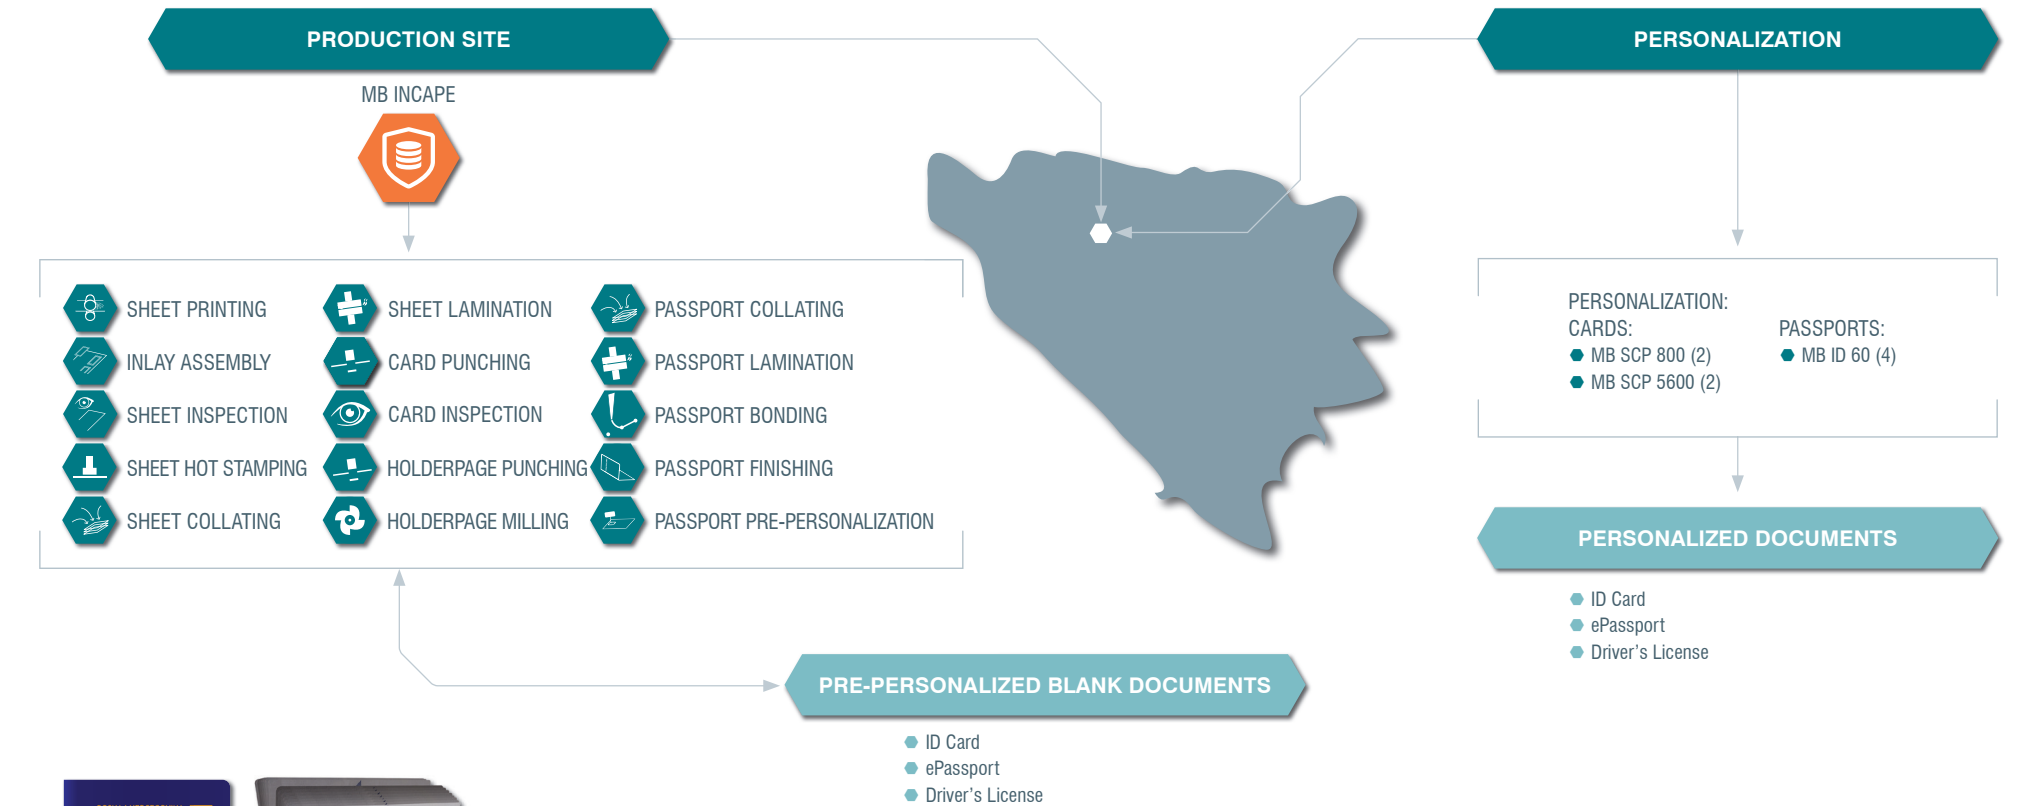 PRODUCTION SITE
PERSONALIZATION
MB INCAPE
SHEET PRINTING
INLAY ASSEMBLY
SHEET INSPECTION
SHEET HOT STAMPING
SHEET COLLATING
SHEET LAMINATION
CARD PUNCHING
CARD INSPECTION
HOLDERPAGE PUNCHING
HOLDERPAGE MILLING
PASSPORT COLLATING
PASSPORT LAMINATION
PASSPORT BONDING
PASSPORT FINISHING
PASSPORT PRE-PERSONALIZATION
PERSONALIZATION:
CARDS:
MB SCP 800 (2)
MB SCP 5600 (2)
PASSPORTS:
MB ID 60 (4)
PERSONALIZED DOCUMENTS
ID Card
ePassport
Driver's License
PRE-PERSONALIZED BLANK DOCUMENTS
ID Card
ePassport
Driver's License